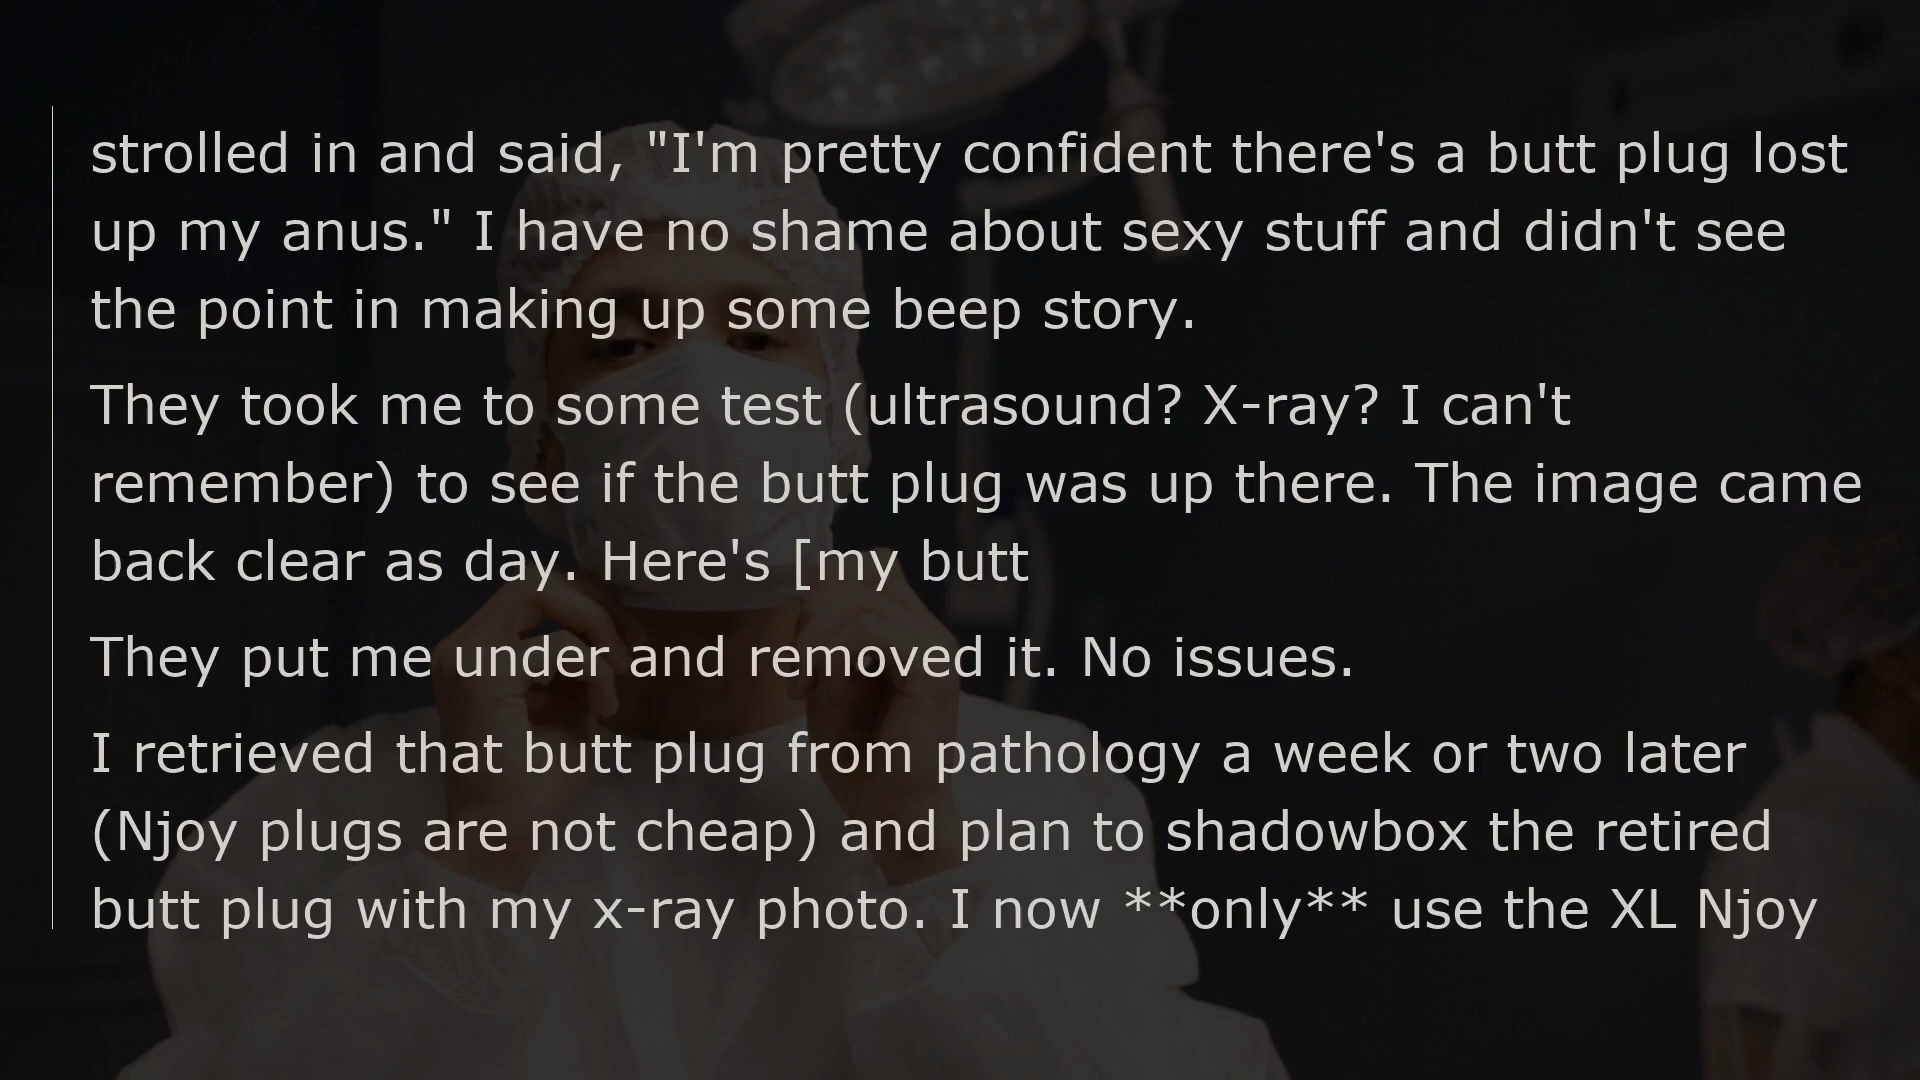 strolled in and said, "I'm pretty confident there's a butt plug lost
up my anus." I have no shame about sexy stuff and didn't see
the point in making up some beep story.
They took me to some test (ultrasound? X-ray? I can't
remember) to see if the butt plug was up there. The image came
back clear as day. Here's [my butt
They put me under and removed it. No issues.
I retrieved that butt plug from pathology a week or two later
(Njoy plugs are not cheap) and plan to shadowbox the retired
butt plug with my x-ray photo. I now **only** use the XL Njoy